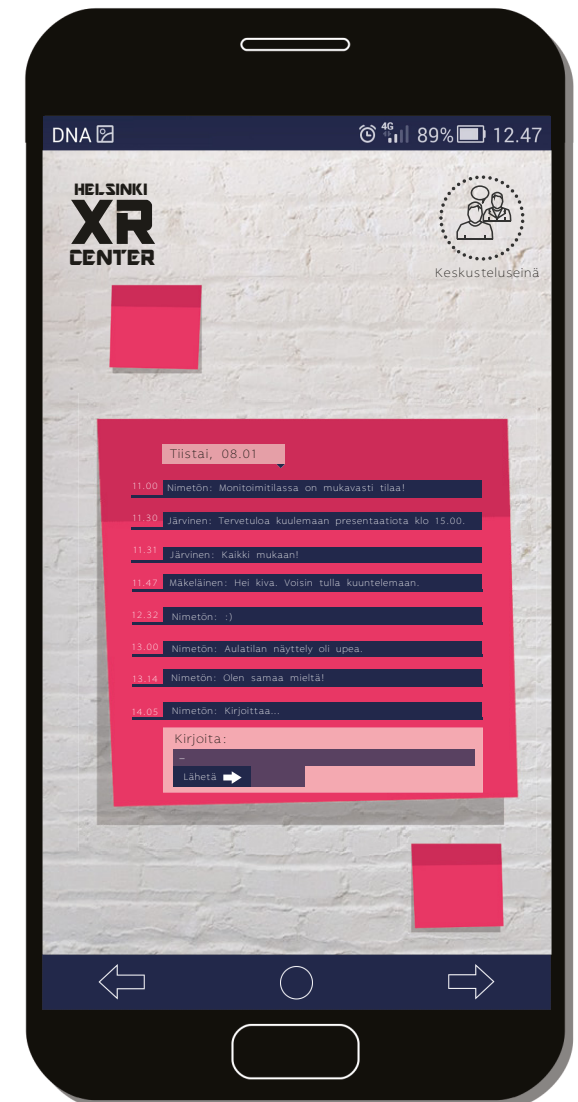 DNA 4G 89% 12.47
HELSINKI
XR
CENTER
Keskusteluseinä
Tiistai, 08.01
11.00 Nimetön: Monitoimitilassa on mukavasti tilaa!
11.30 Järvinen: Tervetuloa kuulemaan presentaatiota klo 15.00.
11.31 Järvinen: Kaikki mukaan!
11.47 Mäkeläinen: Hei kiva. Voisin tulla kuuntelemaan.
12.32 Nimetön: :)
13.00 Nimetön: Aulatilan näyttely oli upea.
13.14 Nimetön: Olen samaa mieltä!
14.05 Nimetön: Kirjoittaa...
Kirjoita:
_
Lähetä